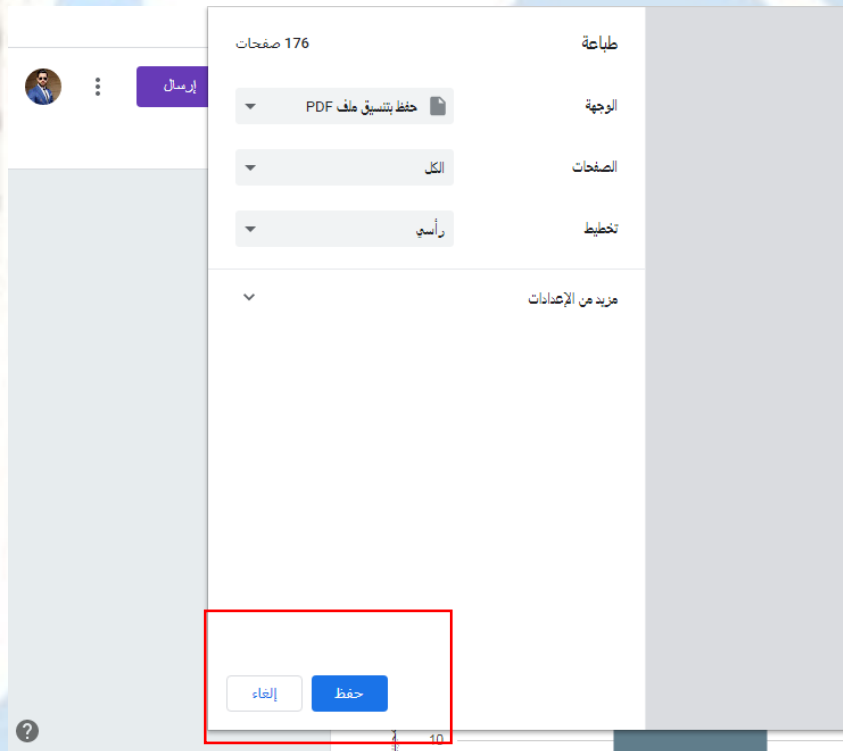 طباعة 176 صفحات
إرسال
الوجهة حفظ بتنسيق ملف PDF
الصفحات الكل
تخطيط رأسي
مزيد من الإعدادات
حفظ إلغاء
10